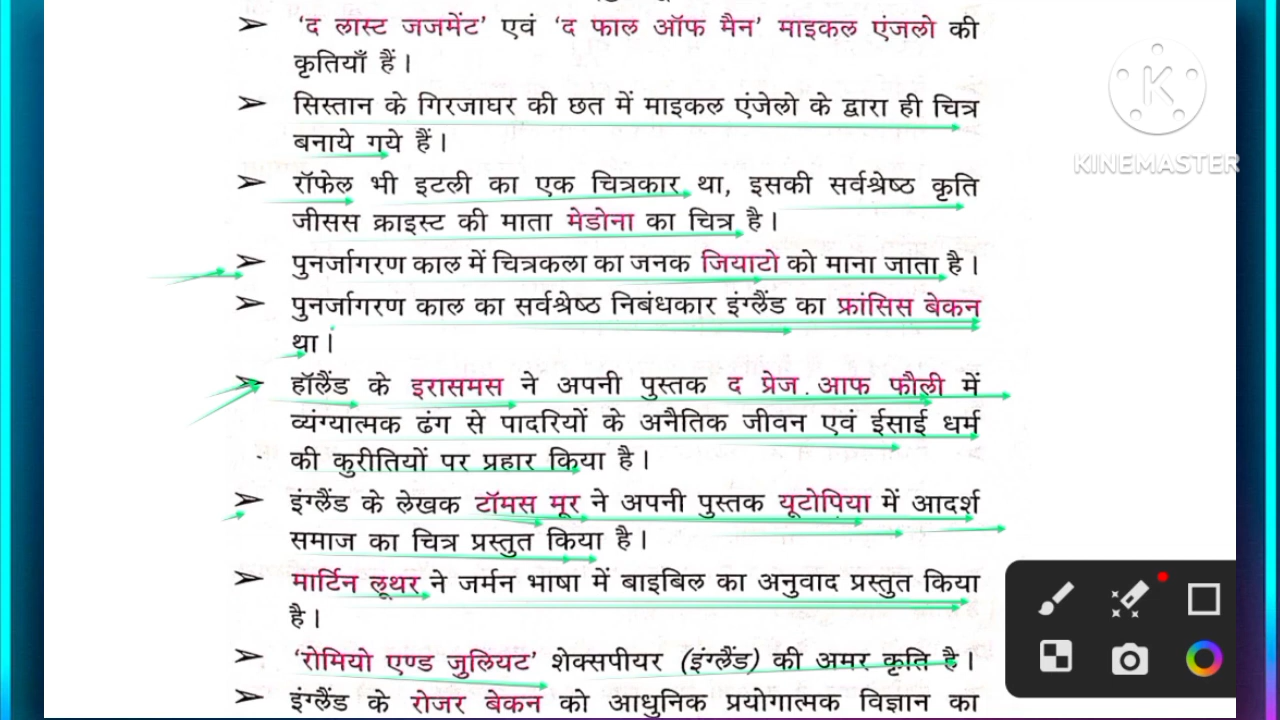 ➢ ‘द लास्ट जजमेंट’ एवं ‘द फाल ऑफ मैन’ माइकल एंजलो की
कृतियाँ हैं।
➢ सिस्तान के गिरजाघर की छत में माइकल एंजेलो के द्वारा ही चित्र
बनाये गये हैं।
➢ रॉफेल भी इटली का एक चित्रकार था, इसकी सर्वश्रेष्ठ कृति
जीसस क्राइस्ट की माता मेडोना का चित्र है।
➢ पुनर्जागरण काल में चित्रकला का जनक जियाटो को माना जाता है।
➢ पुनर्जागरण काल का सर्वश्रेष्ठ निबंधकार इंग्लैंड का फ्रांसिस बेकन
था।
➢ हॉलैंड के इरासमस ने अपनी पुस्तक द प्रेज आफ फौली में
व्यंग्यात्मक ढंग से पादरियों के अनैतिक जीवन एवं ईसाई धर्म
की कुरीतियों पर प्रहार किया है।
➢ इंग्लैंड के लेखक टॉमस मूर ने अपनी पुस्तक यूटोपिया में आदर्श
समाज का चित्र प्रस्तुत किया है।
➢ मार्टिन लूथर ने जर्मन भाषा में बाइबिल का अनुवाद प्रस्तुत किया
है।
➢ ‘रोमियो एण्ड जुलियट’ शेक्सपीयर (इंग्लैंड) की अमर कृति है।
➢ इंग्लैंड के रोजर बेकन को आधुनिक प्रयोगात्मक विज्ञान का
K
KINEMASTER